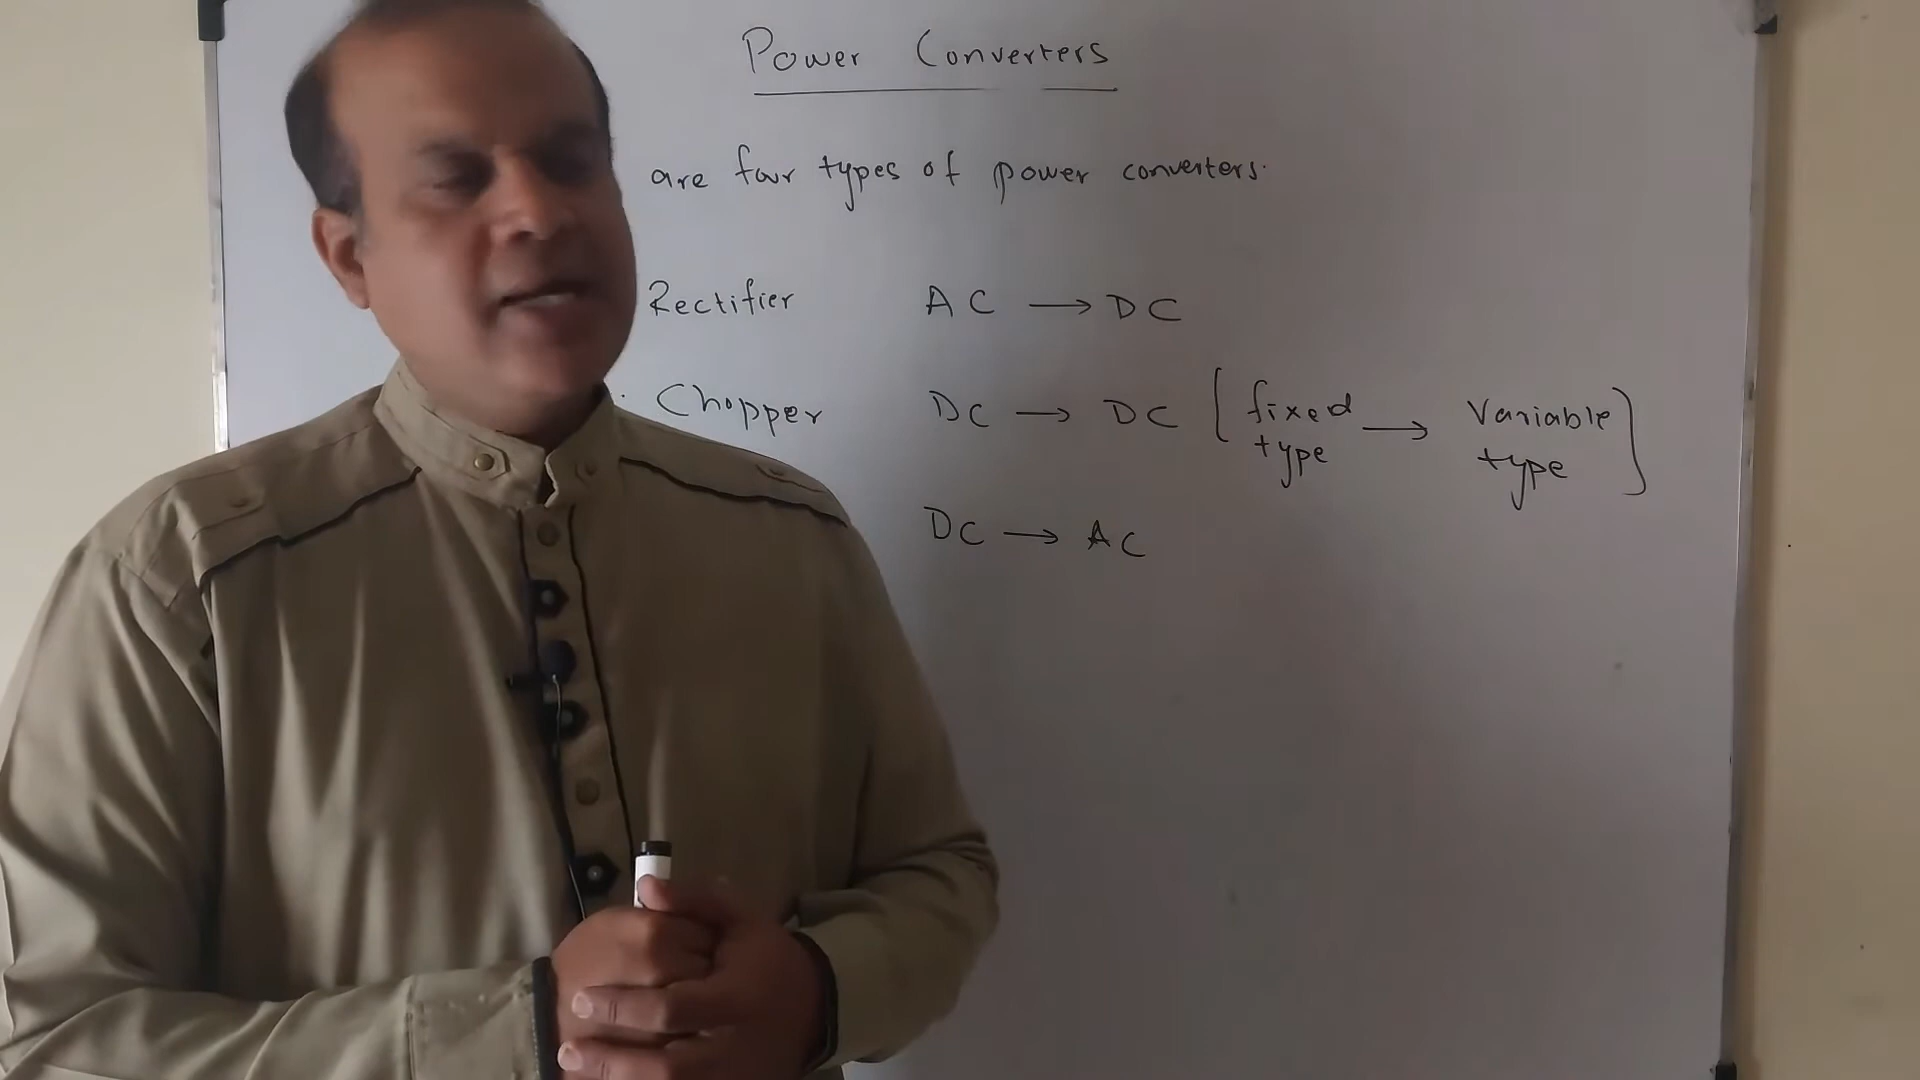 Power Converters
are four types of power converters.
Rectifier AC → DC
Chopper DC → DC [fixed type → Variable type]
DC → AC